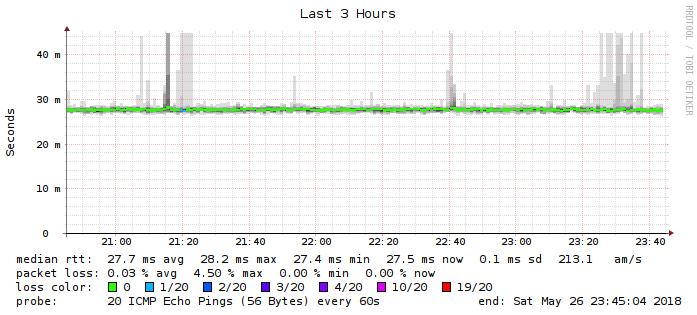 Last 3 Hours
RRDTOOL / TOBI OETIKER
Seconds
40 m
30 m
20 m
10 m
0
21:00 21:20 21:40 22:00 22:20 22:40 23:00 23:20 23:40
median rtt: 27.7 ms avg 28.2 ms max 27.4 ms min 27.5 ms now 0.1 ms sd 213.1 am/s
packet loss: 0.03 % avg 4.50 % max 0.00 % min 0.00 % now
loss color: 0 1/20 2/20 3/20 4/20 10/20 19/20
probe: 20 ICMP Echo Pings (56 Bytes) every 60s end: Sat May 26 23:45:04 2018